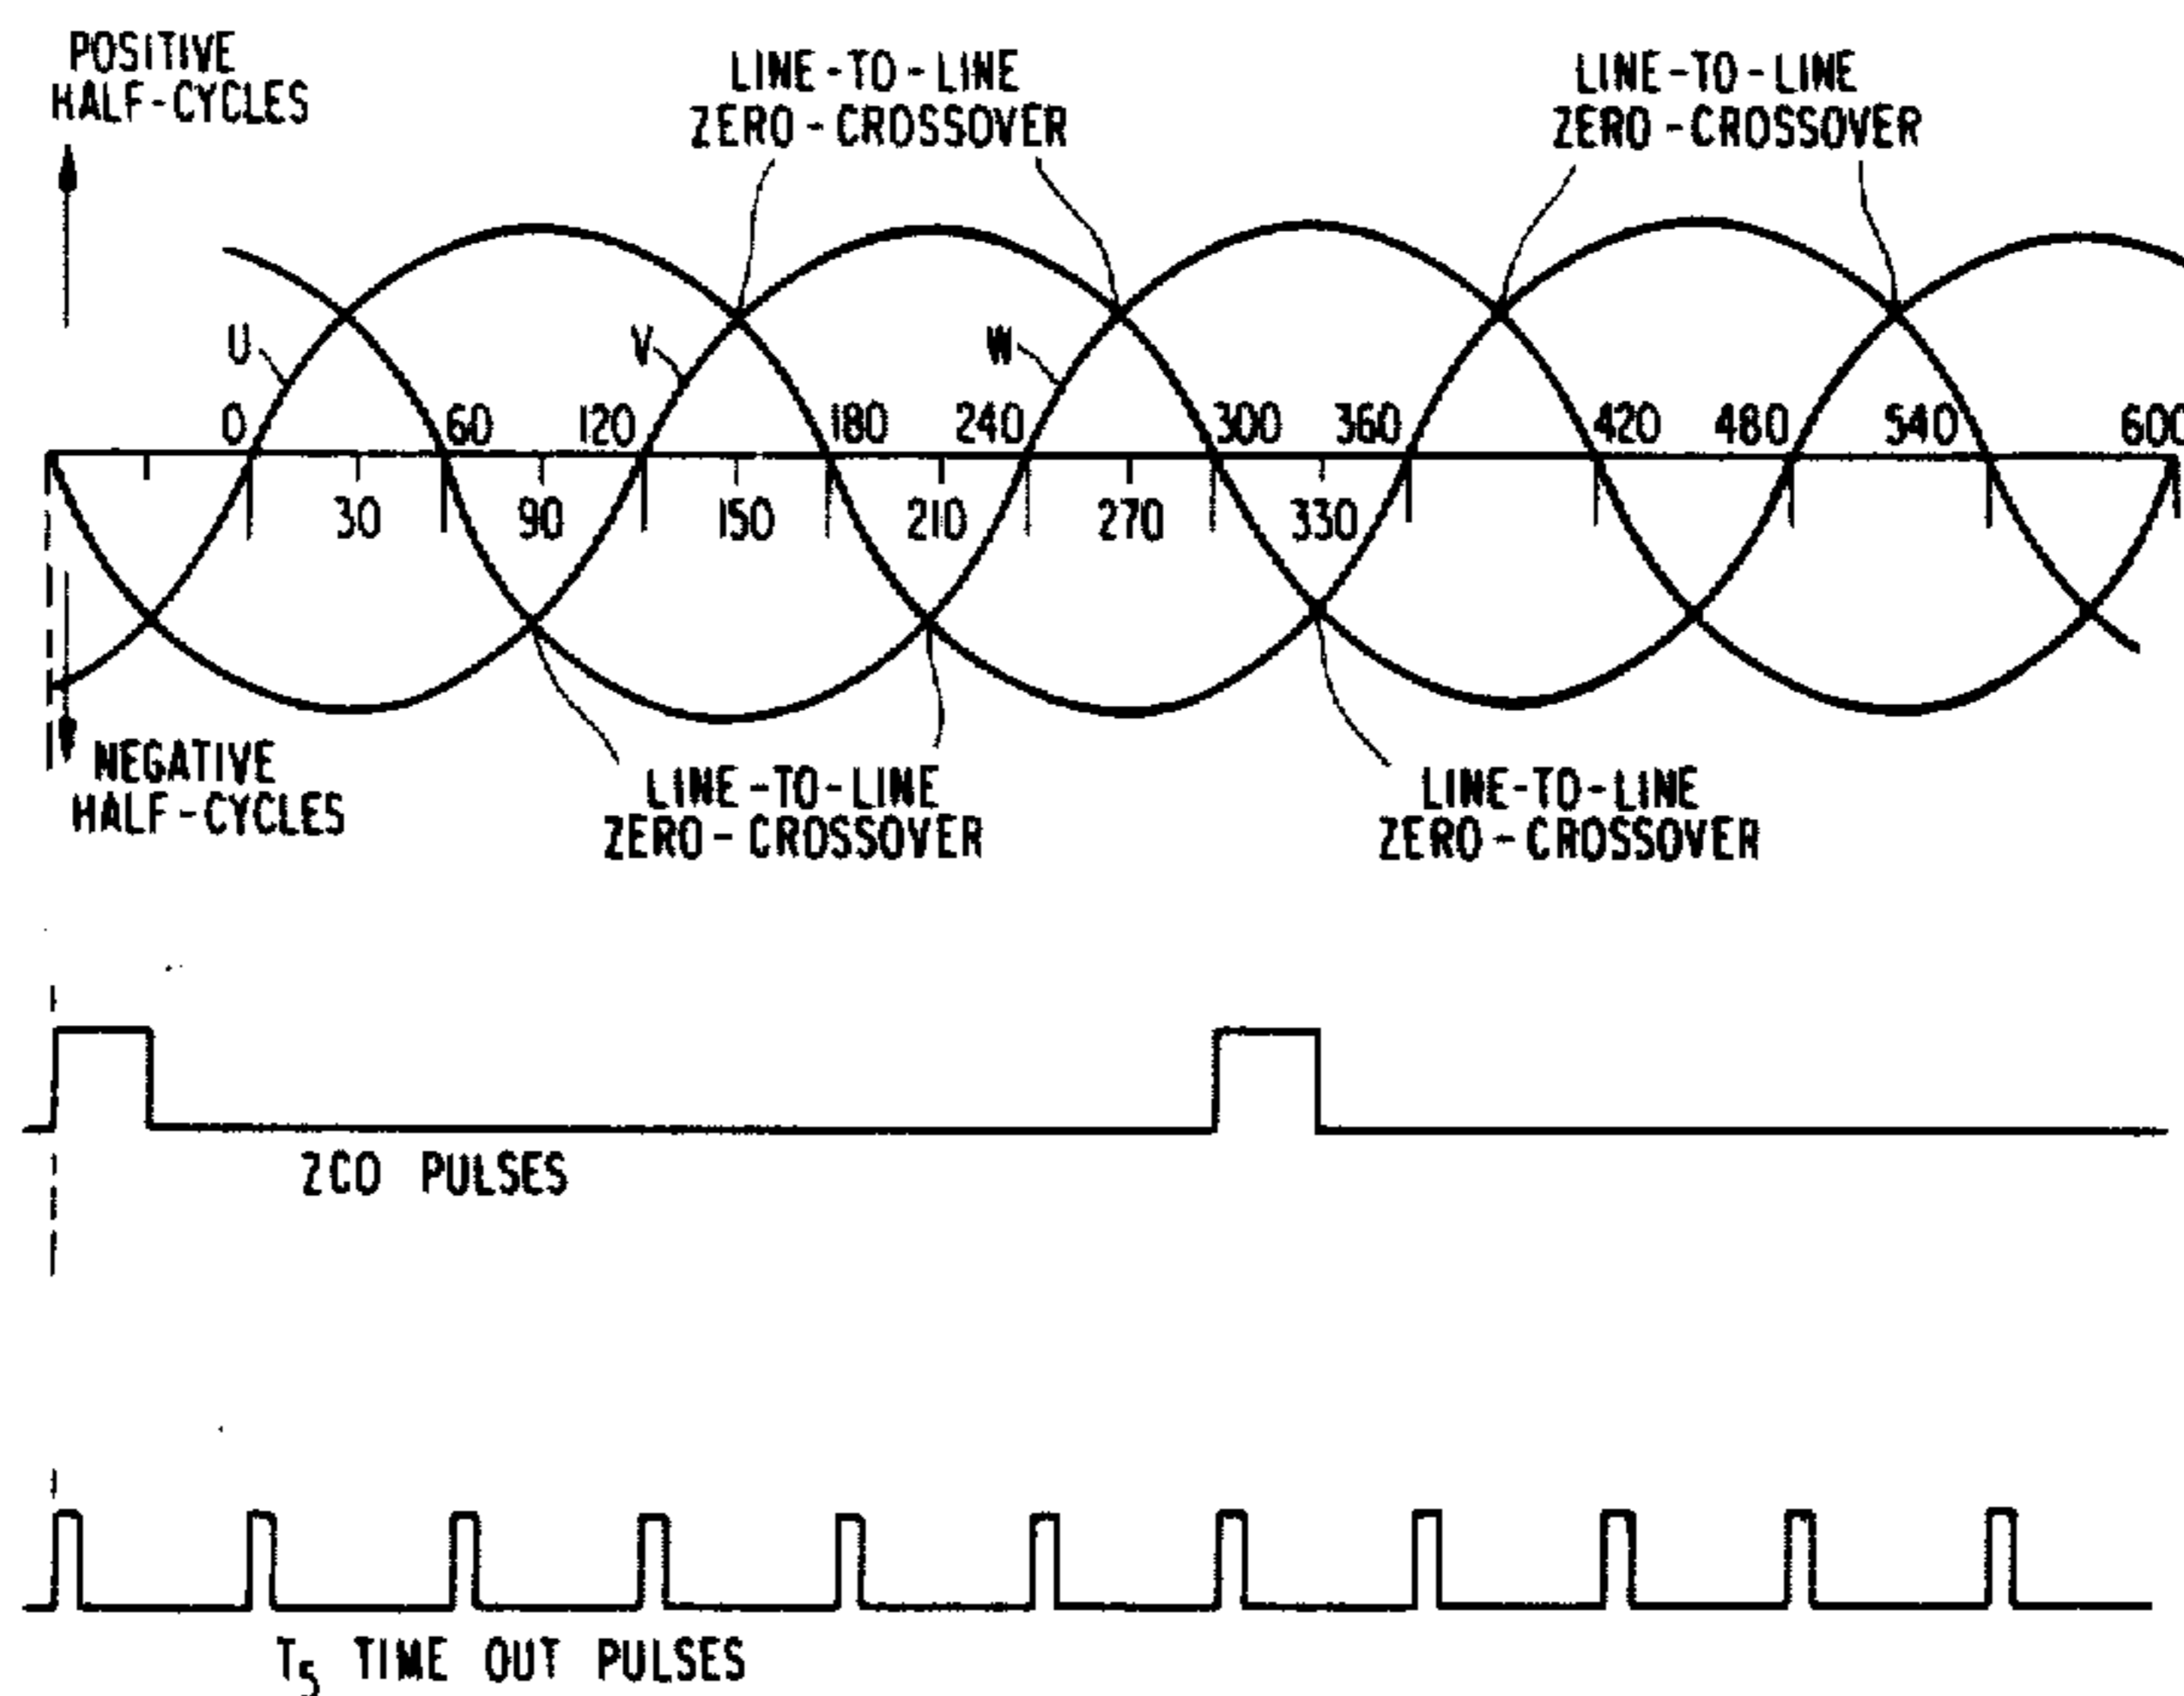 POSITIVE
HALF-CYCLES
LINE-TO-LINE
ZERO-CROSSOVER
LINE-TO-LINE
ZERO-CROSSOVER
U
V
W
0
60
120
180
240
300
360
420
480
540
600
30
90
150
210
270
330
NEGATIVE
HALF-CYCLES
LINE-TO-LINE
ZERO-CROSSOVER
LINE-TO-LINE
ZERO-CROSSOVER
ZCO PULSES
T5 TIME OUT PULSES